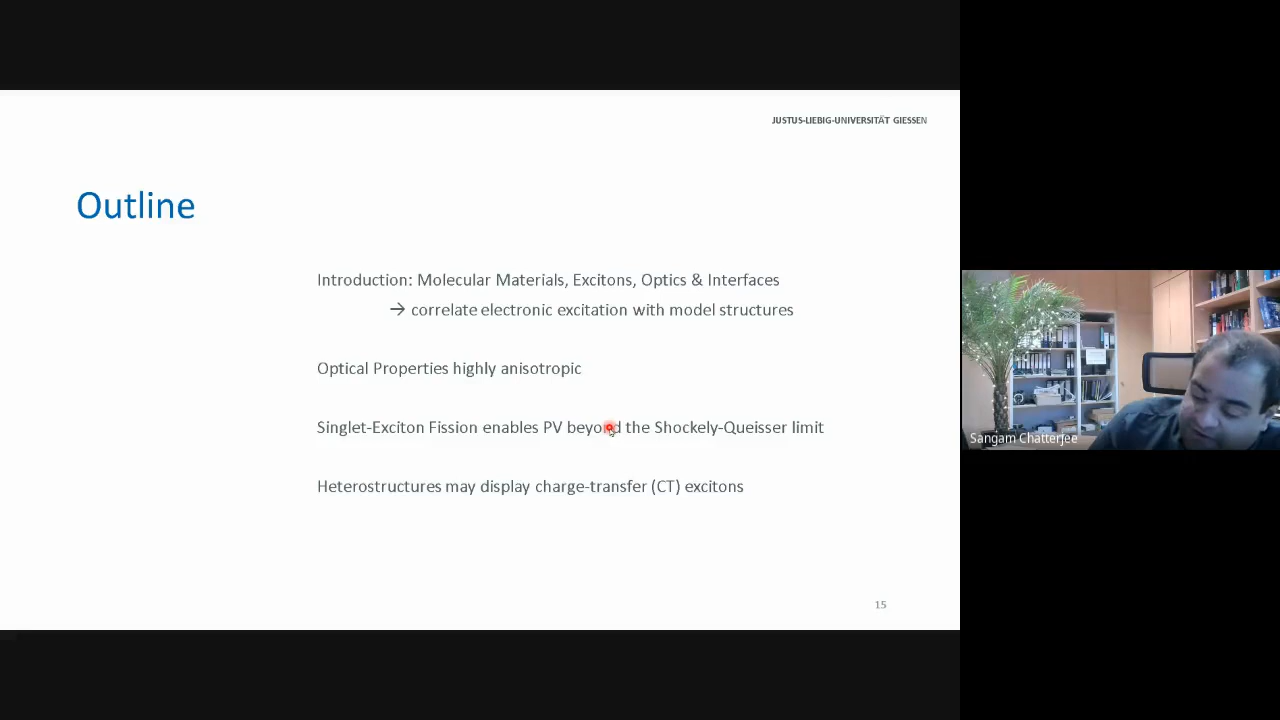 JUSTUS-LIEBIG-UNIVERSITÄT GIESSEN
Outline
Introduction: Molecular Materials, Excitons, Optics & Interfaces
→ correlate electronic excitation with model structures
Optical Properties highly anisotropic
Singlet-Exciton Fission enables PV beyond the Shockely-Queisser limit
Heterostructures may display charge-transfer (CT) excitons
15
Sangam Chatterjee